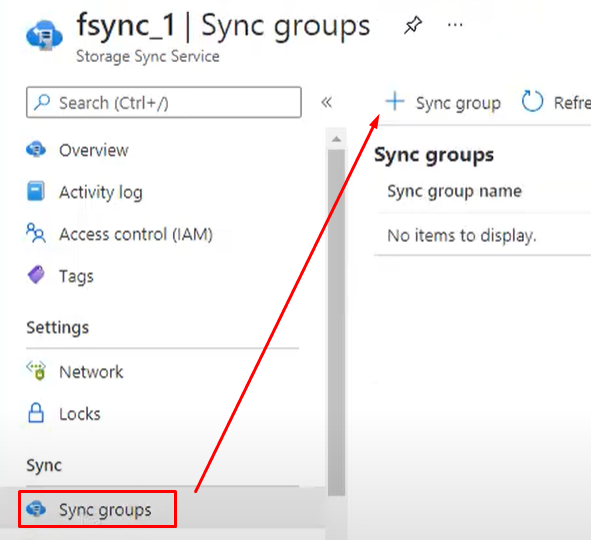 fsync_1 | Sync groups ...
Storage Sync Service
Search (Ctrl+/)
«
Overview
Activity log
Access control (IAM)
Tags
Settings
Network
Locks
Sync
Sync groups
+ Sync group Refre
Sync groups
Sync group name
No items to display.